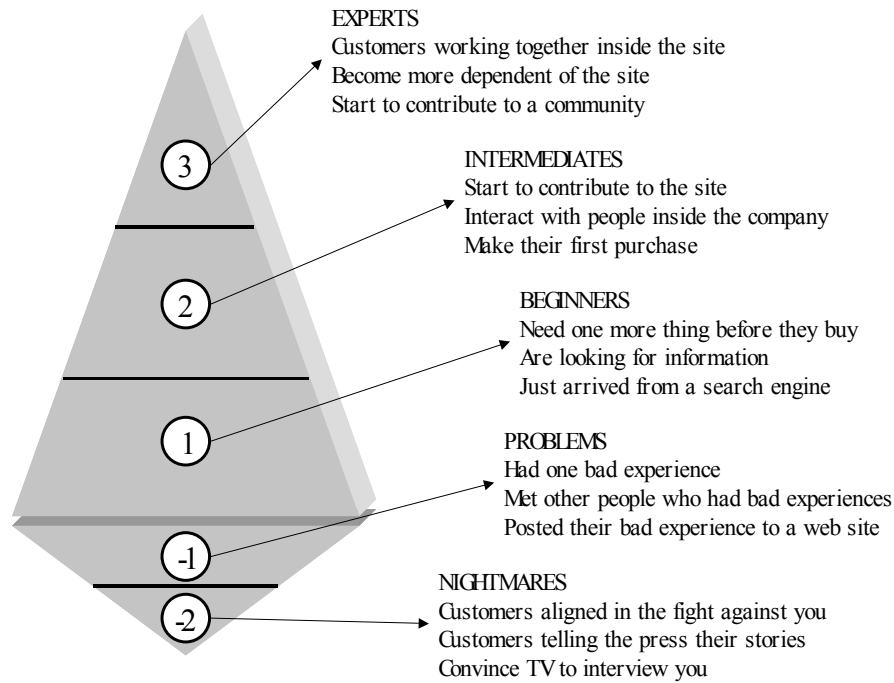 EXPERTS
Customers working together inside the site
Become more dependent of the site
Start to contribute to a community
3
INTERMEDIATES
Start to contribute to the site
Interact with people inside the company
Make their first purchase
2
BEGINNERS
Need one more thing before they buy
Are looking for information
Just arrived from a search engine
1
PROBLEMS
Had one bad experience
Met other people who had bad experiences
Posted their bad experience to a web site
-1
NIGHTMARES
Customers aligned in the fight against you
Customers telling the press their stories
Convince TV to interview you
-2